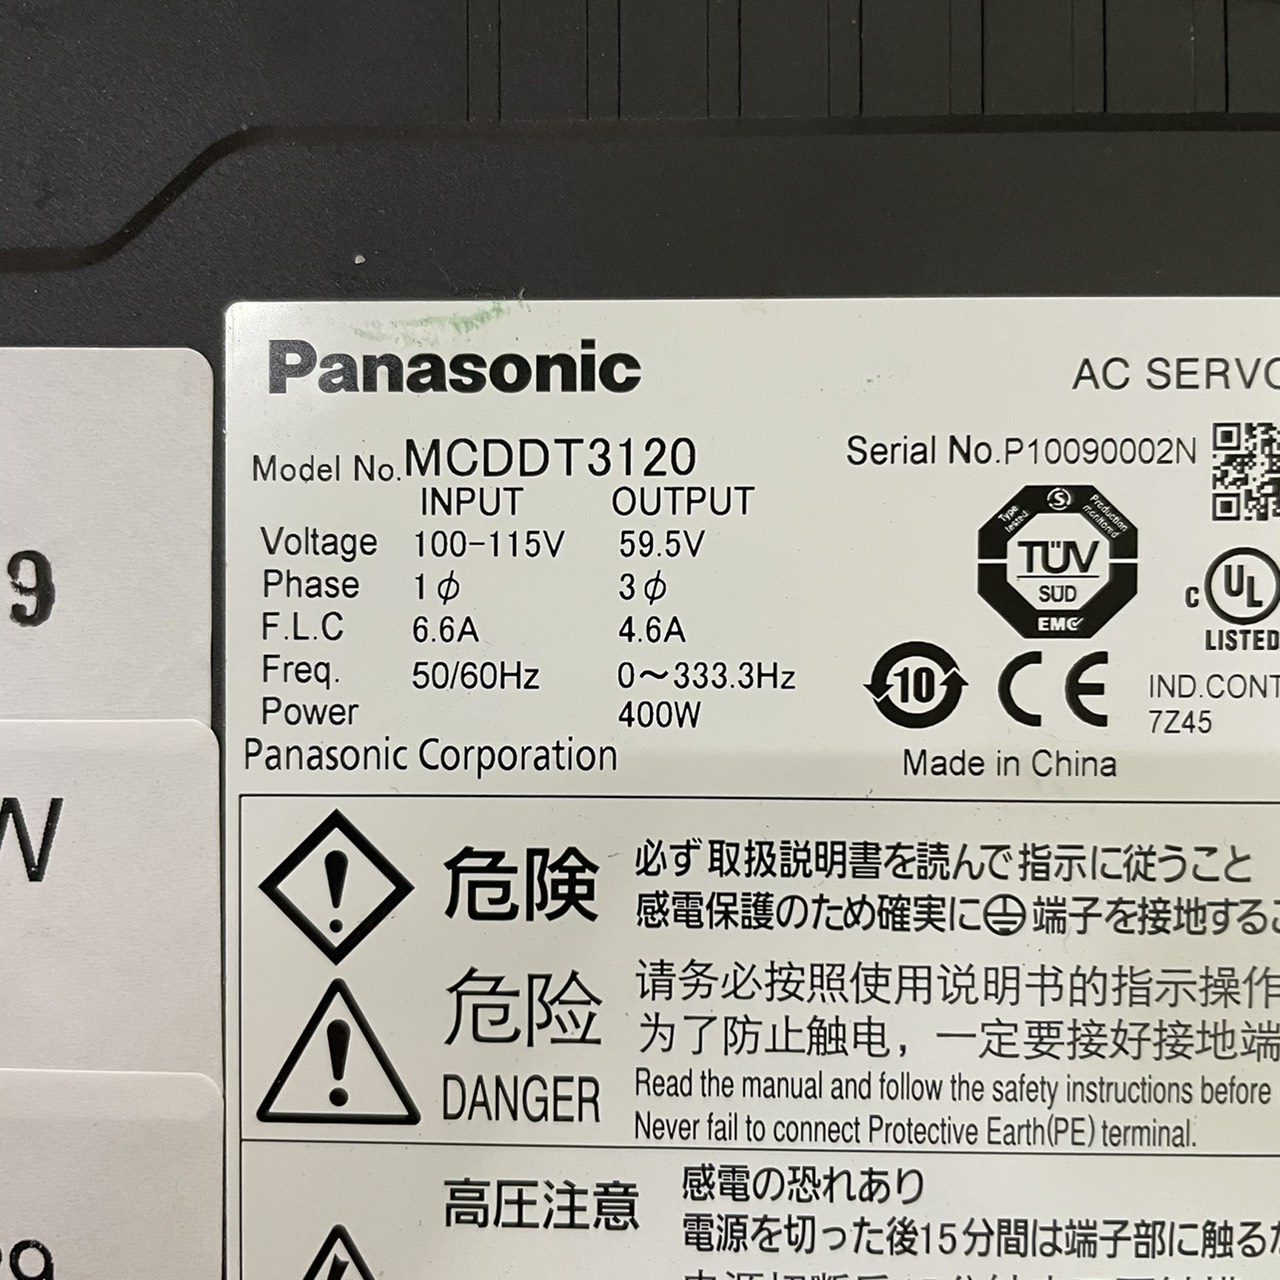 Panasonic
AC SERVO
Model No. MCDDT3120
Serial No.P10090002N
INPUT OUTPUT
Voltage 100-115V 59.5V
Phase 1ϕ 3ϕ
F.L.C 6.6A 4.6A
Freq. 50/60Hz 0～333.3Hz
Power 400W
Panasonic Corporation
Type tested
Production monitored
TÜV
SÜD
EMC
C UL
LISTED
10
CE
IND.CONT
7Z45
Made in China
9
W
9
危険
必ず取扱説明書を読んで指示に従うこと
感電保護のため確実に⏚端子を接地するこ
危险
请务必按照使用说明书的指示操作
为了防止触电，一定要接好接地端
DANGER
Read the manual and follow the safety instructions before
Never fail to connect Protective Earth(PE) terminal.
高圧注意
感電の恐れあり
電源を切った後15分間は端子部に触るな